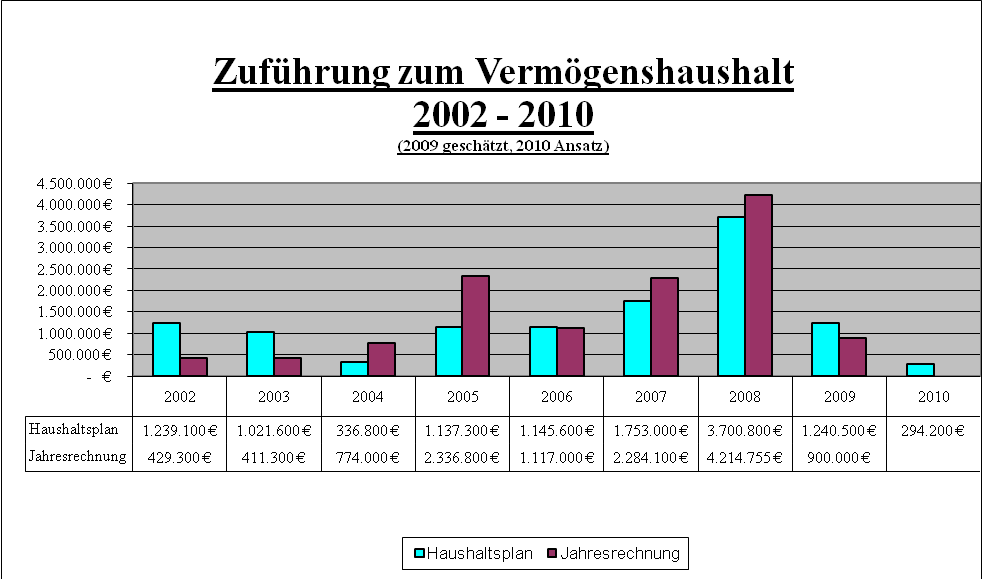 Zuführung zum Vermögenshaushalt
2002 - 2010
(2009 geschätzt, 2010 Ansatz)
4.500.000 €
4.000.000 €
3.500.000 €
3.000.000 €
2.500.000 €
2.000.000 €
1.500.000 €
1.000.000 €
500.000 €
- €
2002 2003 2004 2005 2006 2007 2008 2009 2010
Haushaltsplan 1.239.100 € 1.021.600 € 336.800 € 1.137.300 € 1.145.600 € 1.753.000 € 3.700.800 € 1.240.500 € 294.200 €
Jahresrechnung 429.300 € 411.300 € 774.000 € 2.336.800 € 1.117.000 € 2.284.100 € 4.214.755 € 900.000 €
Haushaltsplan Jahresrechnung